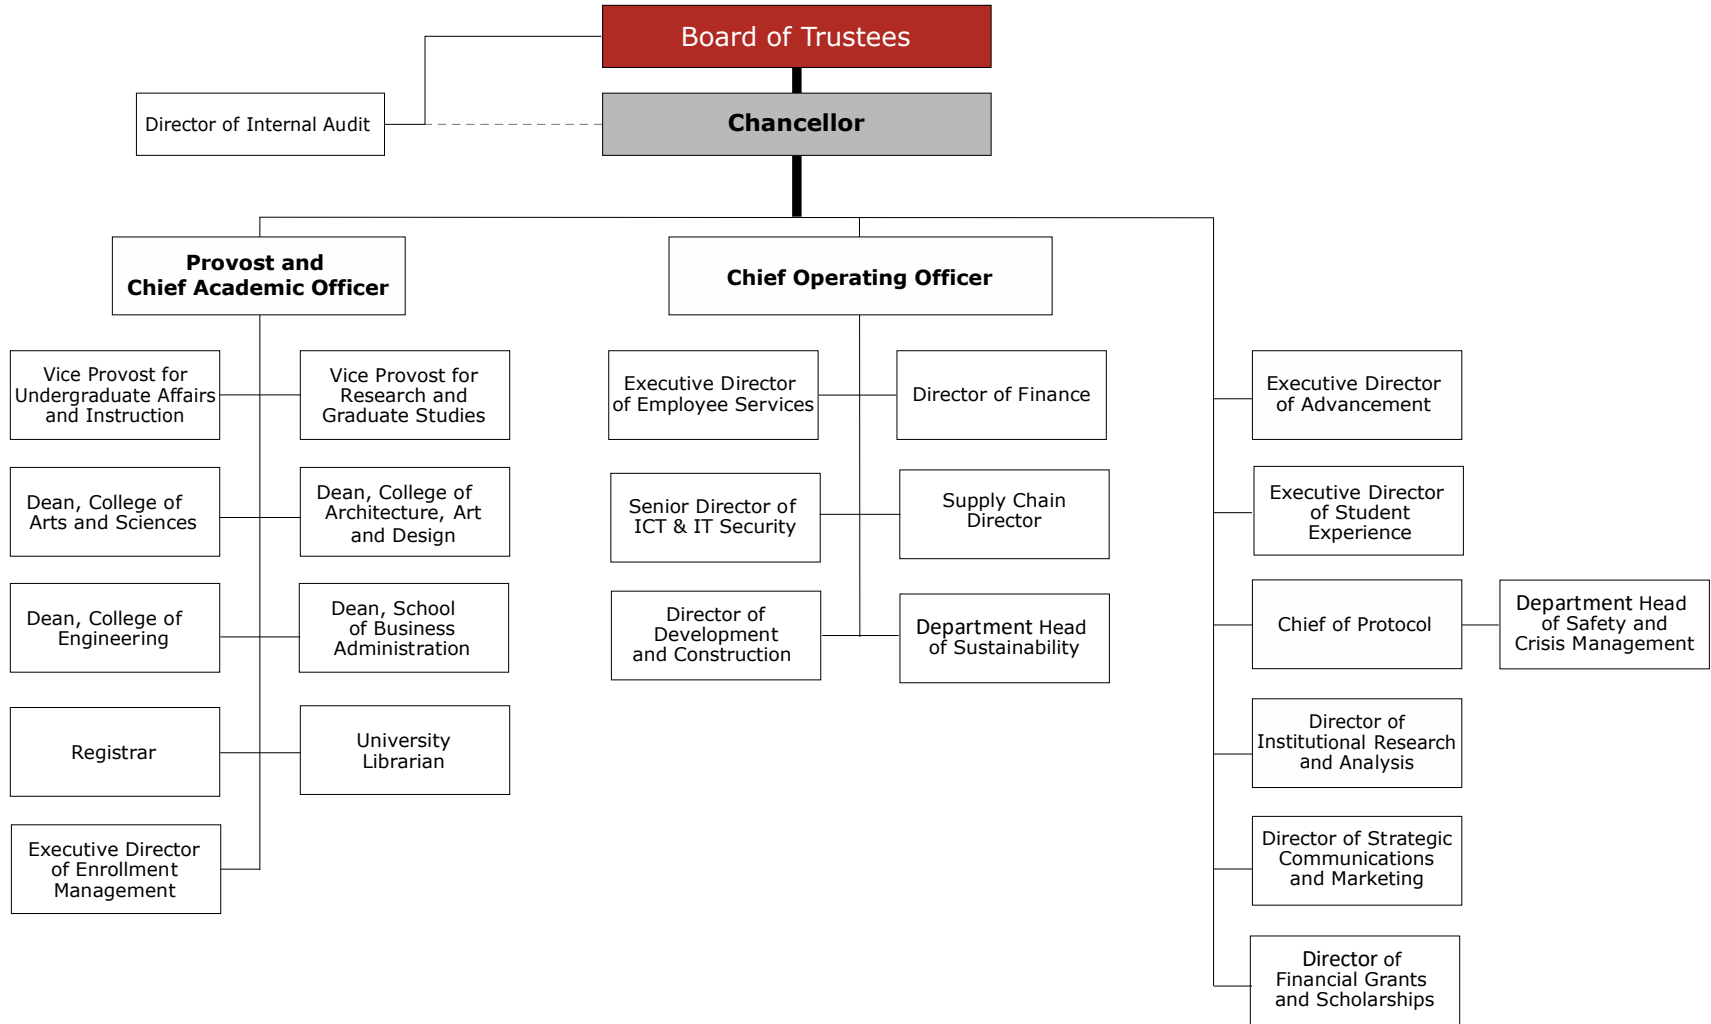 Board of Trustees
Director of Internal Audit
Chancellor
Provost and
Chief Academic Officer
Chief Operating Officer
Vice Provost for
Undergraduate Affairs
and Instruction
Vice Provost for
Research and
Graduate Studies
Executive Director
of Employee Services
Director of Finance
Executive Director
of Advancement
Dean, College of
Arts and Sciences
Dean, College of
Architecture, Art
and Design
Senior Director of
ICT & IT Security
Supply Chain
Director
Executive Director
of Student
Experience
Dean, College of
Engineering
Dean, School
of Business
Administration
Director of
Development
and Construction
Department Head
of Sustainability
Chief of Protocol
Department Head
of Safety and
Crisis Management
Registrar
University
Librarian
Director of
Institutional Research
and Analysis
Executive Director
of Enrollment
Management
Director of Strategic
Communications
and Marketing
Director of
Financial Grants
and Scholarships